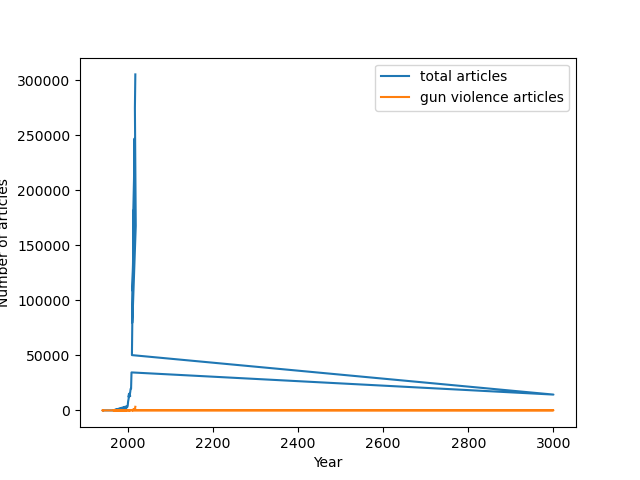 total articles
gun violence articles
300000
250000
200000
150000
100000
50000
0
Number of articles
2000 2200 2400 2600 2800 3000
Year